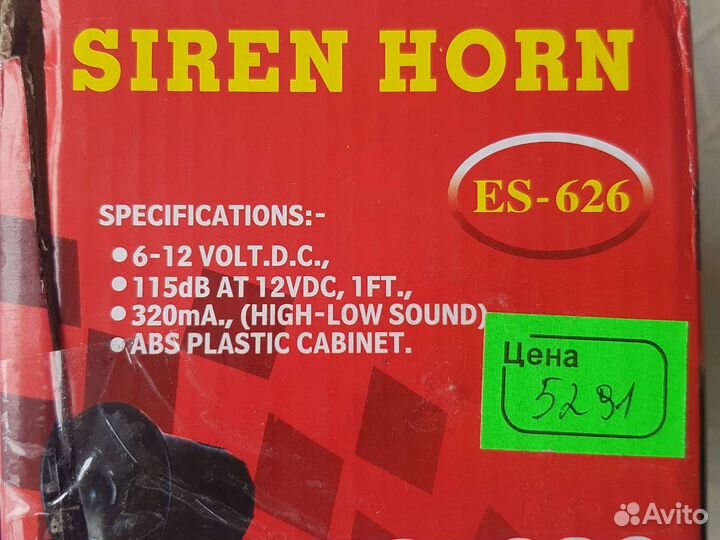 SIREN HORN
ES-626
SPECIFICATIONS:-
•6-12 VOLT.D.C.,
•115dB AT 12VDC, 1FT.,
•320mA., (HIGH-LOW SOUND)
•ABS PLASTIC CABINET.
Цена
5291
Avito